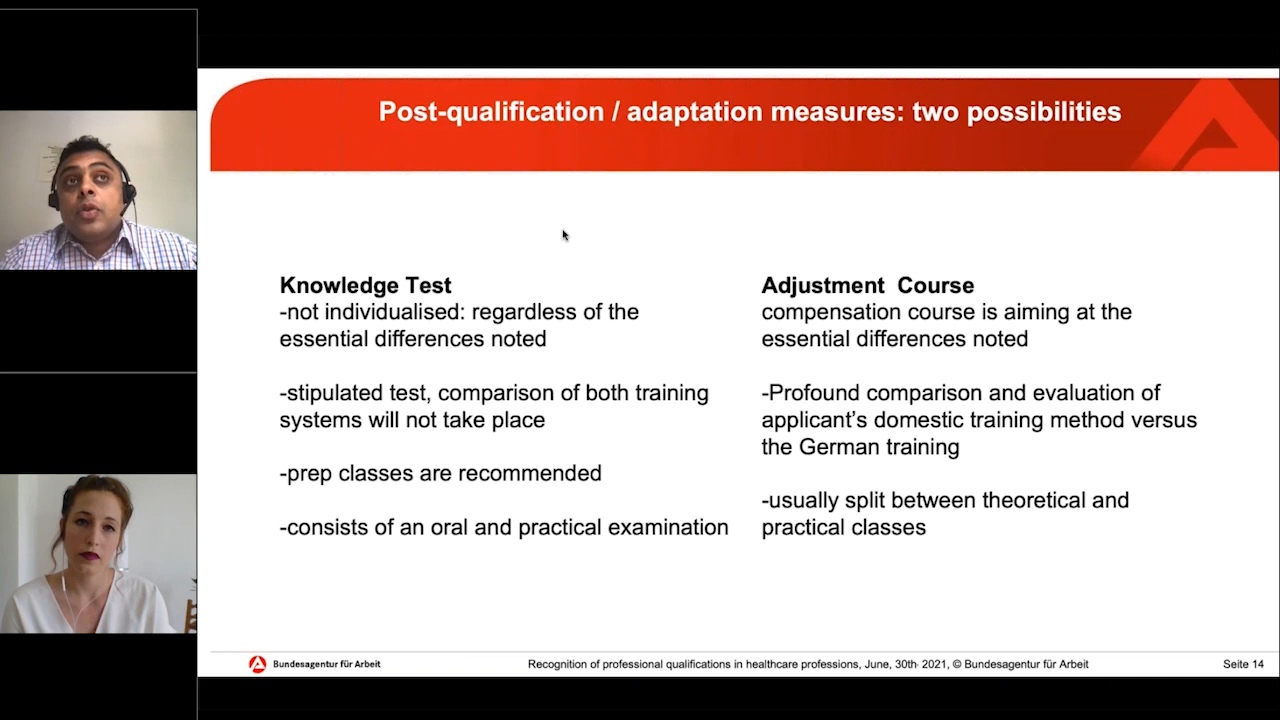 Post-qualification / adaptation measures: two possibilities
Knowledge Test
-not individualised: regardless of the
essential differences noted
-stipulated test, comparison of both training
systems will not take place
-prep classes are recommended
-consists of an oral and practical examination
Adjustment  Course
compensation course is aiming at the
essential differences noted
-Profound comparison and evaluation of
applicant’s domestic training method versus
the German training
-usually split between theoretical and
practical classes
Bundesagentur für Arbeit
Recognition of professional qualifications in healthcare professions, June, 30th. 2021, © Bundesagentur für Arbeit
Seite 14